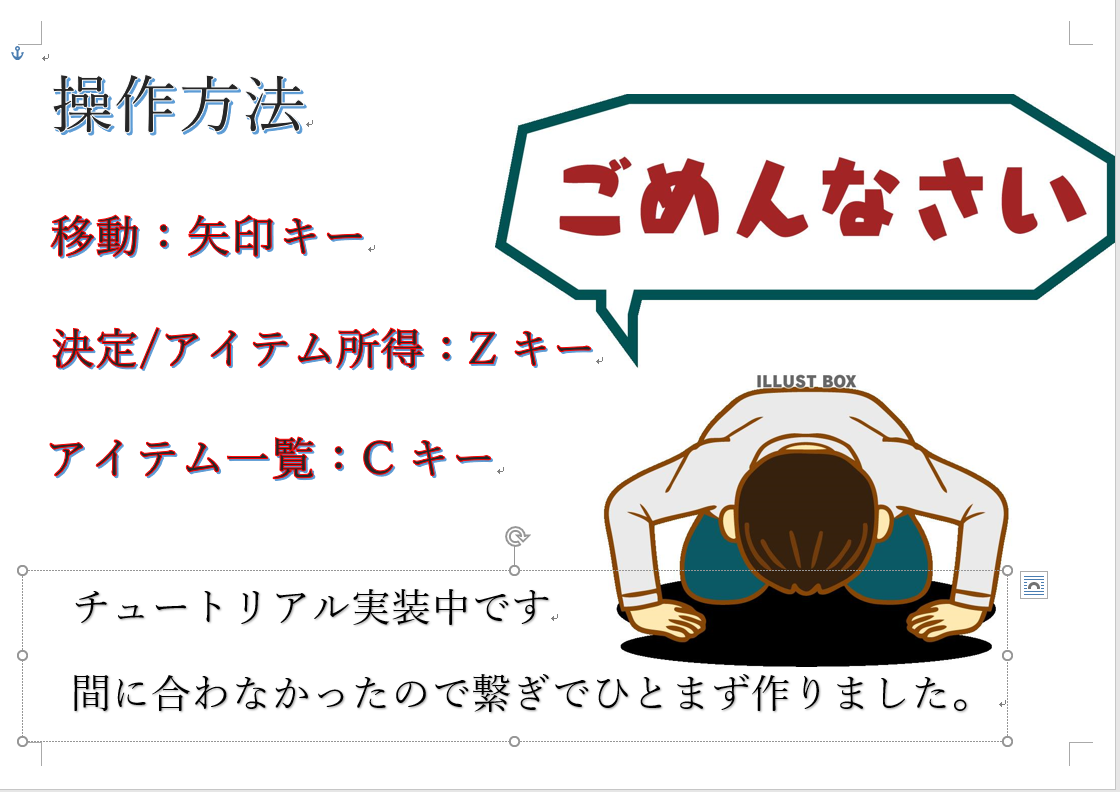 操作方法
ごめんなさい
移動：矢印キー
決定/アイテム所得：Z キー
ILLUST BOX
アイテム一覧：C キー
チュートリアル実装中です
間に合わなかったので繋ぎでひとまず作りました。